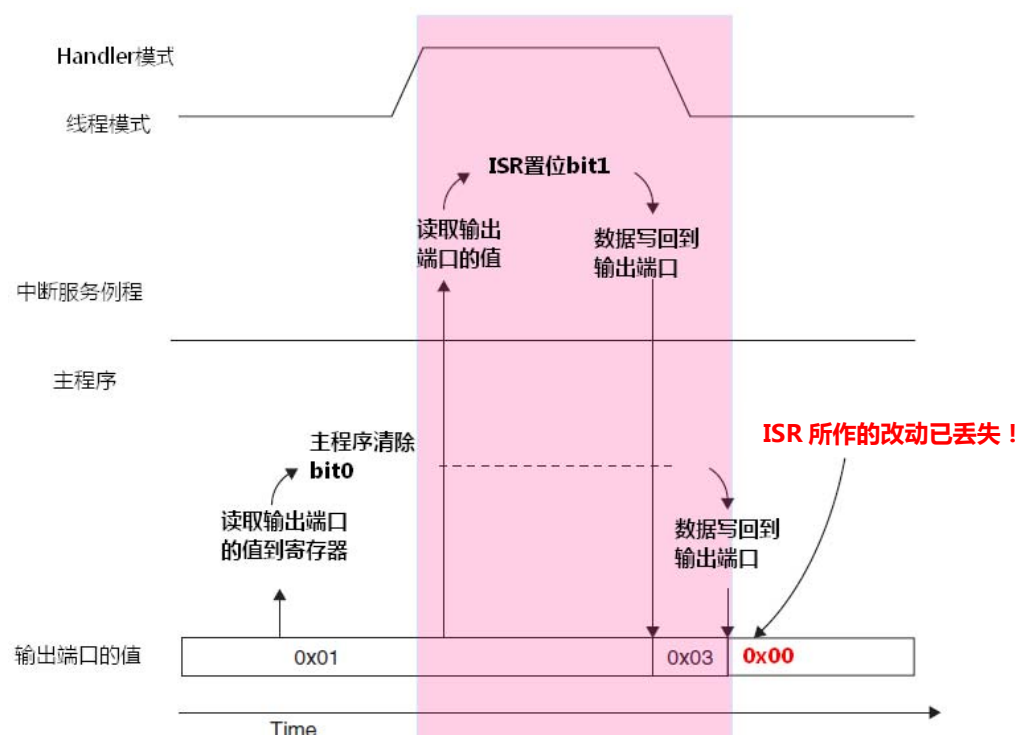 Handler模式
线程模式
ISR置位bit1
读取输出
端口的值
数据写回到
输出端口
中断服务例程
主程序
ISR 所作的改动已丢失！
主程序清除
bit0
读取输出端口
的值到寄存器
数据写回到
输出端口
输出端口的值
0x01
0x03
0x00
Time